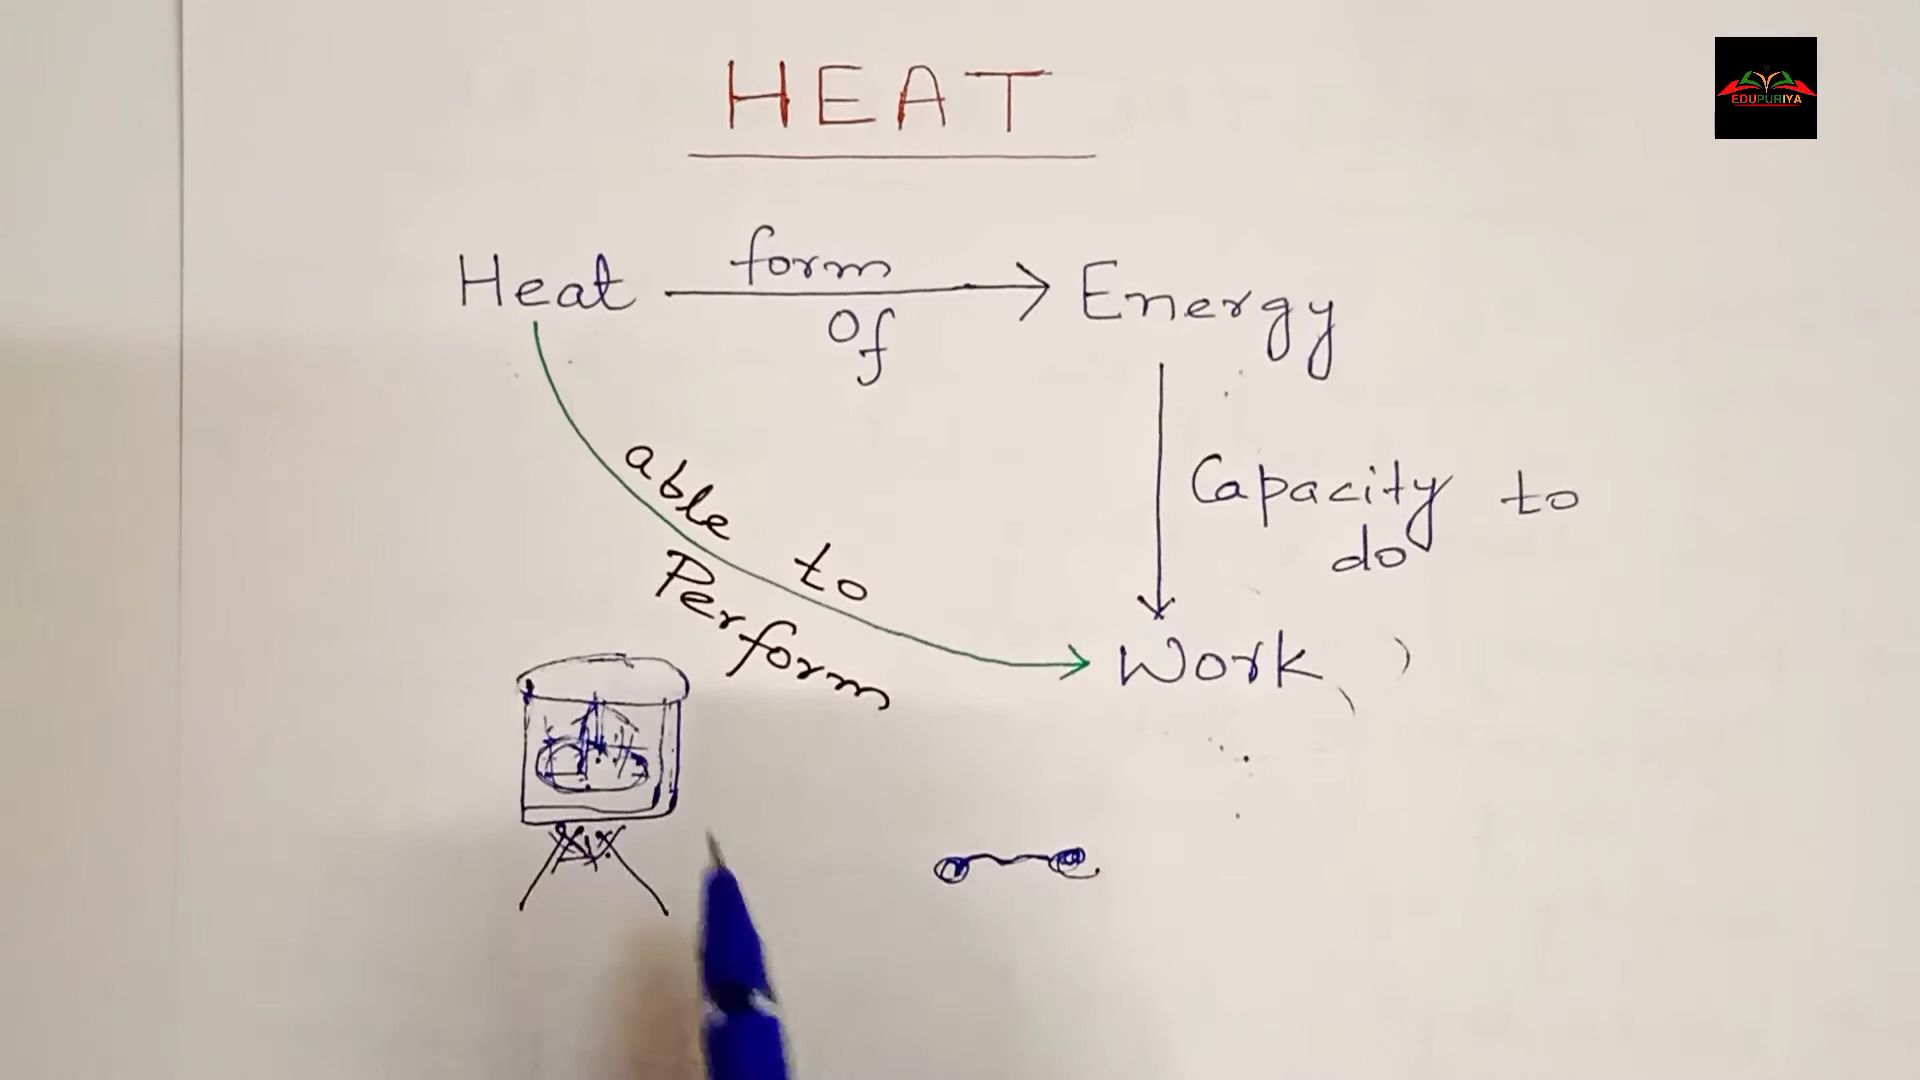 HEAT
EDUPURIYA
form
Heat Energy
Of
able to
Capacity to
do
Perform
Work